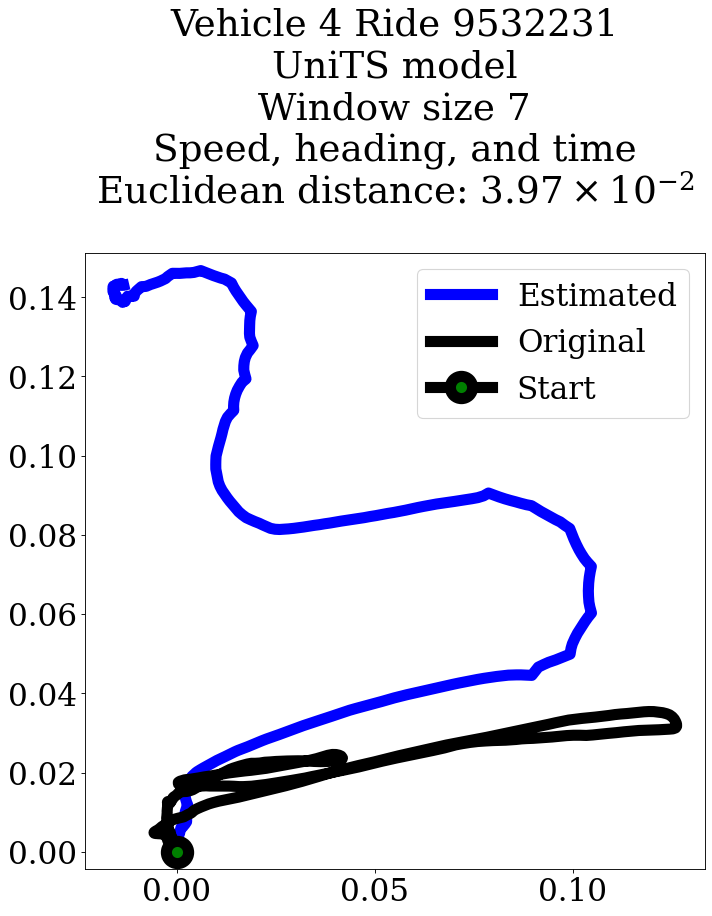 Vehicle 4 Ride 9532231
UniTS model
Window size 7
Speed, heading, and time
Euclidean distance: 3.97 × 10⁻²
Estimated
Original
Start
0.14
0.12
0.10
0.08
0.06
0.04
0.02
0.00
0.00 0.05 0.10